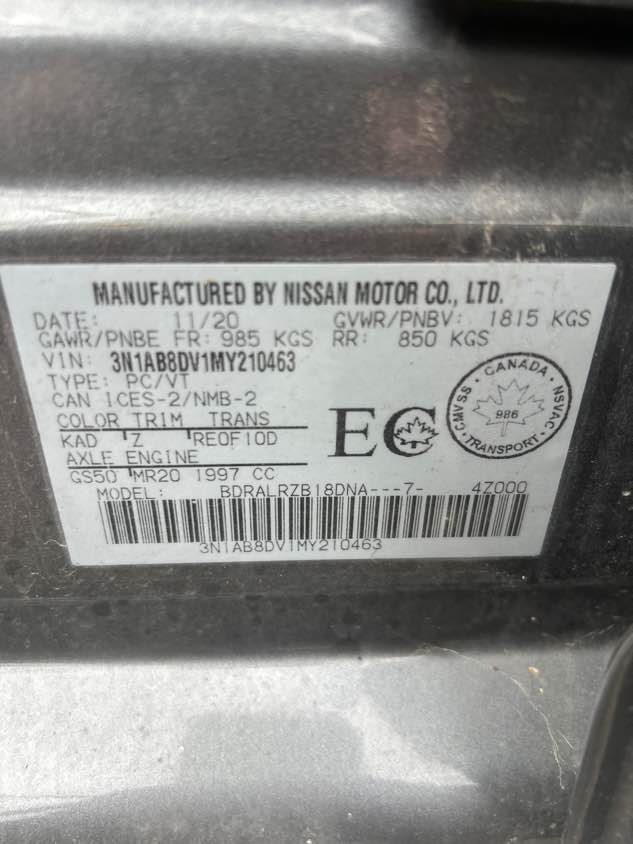 MANUFACTURED BY NISSAN MOTOR CO., LTD.
DATE: 11/20 GVWR/PNBV: 1815 KGS
GAWR/PNBE FR: 985 KGS RR: 850 KGS
VIN: 3N1AB8DV1MY210463
TYPE: PC/VT
CAN ICES-2/NMB-2
COLOR TRIM TRANS
KAD Z RE0F10D
AXLE ENGINE
GS50 MR20 1997 CC
EC
CANADA
CMVSS 986 NSVAC
TRANSPORT
MODEL: BDRALRZB18DNA---7- 4Z000
3N1AB8DV1MY210463